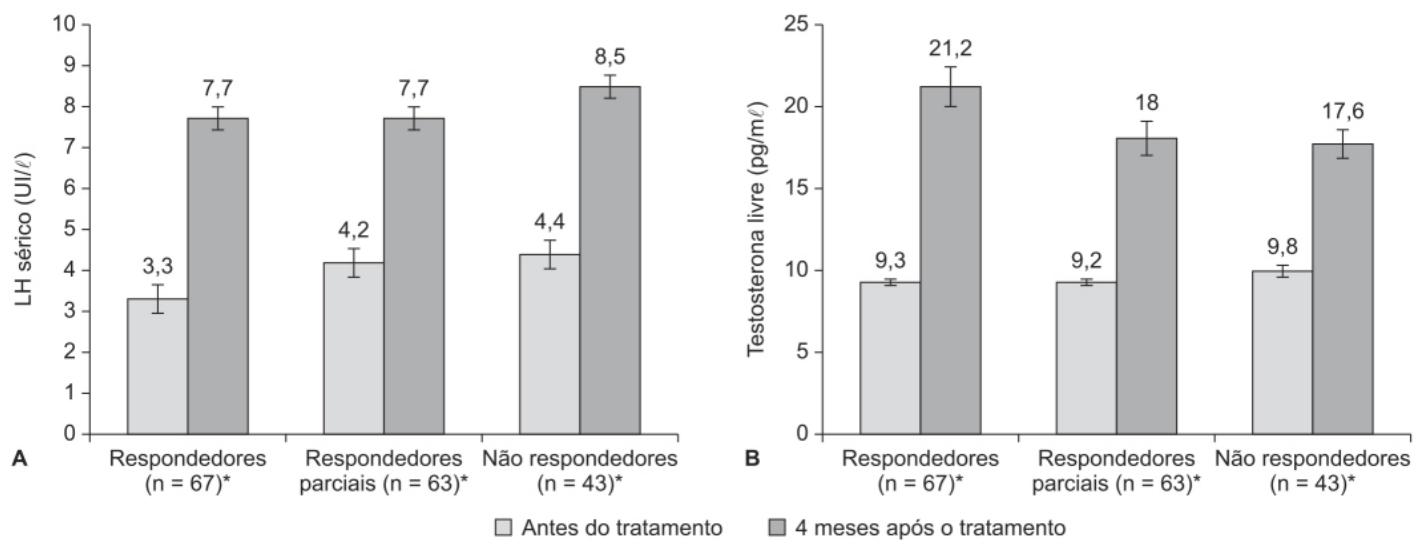 LH sérico (UI/ℓ)
10
9
8
7
6
5
4
3
2
1
0
3,3
7,7
4,2
7,7
4,4
8,5
A
Respondedores
(n = 67)*
Respondedores
parciais (n = 63)*
Não respondedores
(n = 43)*
Testosterona livre (pg/mℓ)
25
20
15
10
5
0
9,3
21,2
9,2
18
9,8
17,6
B
Respondedores
(n = 67)*
Respondedores
parciais (n = 63)*
Não respondedores
(n = 43)*
Antes do tratamento
4 meses após o tratamento